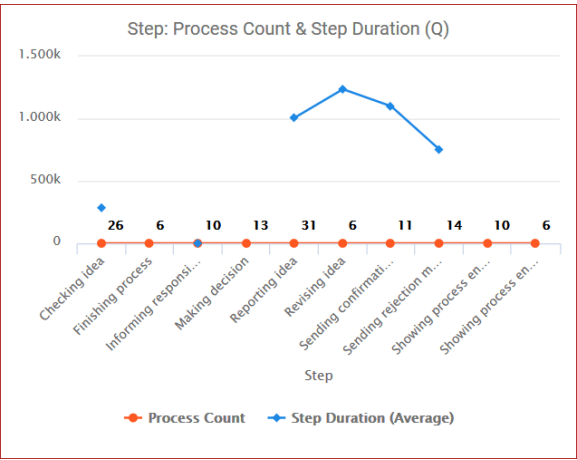 Step: Process Count & Step Duration (Q)
1.500k
1.000k
500k
0
26 6 10 13 31 6 11 14 10 6
Checking idea
Finishing process
Informing responsi...
Making decision
Reporting idea
Revising idea
Sending confirmati...
Sending rejection m...
Showing process en...
Showing process en...
Step
Process Count Step Duration (Average)